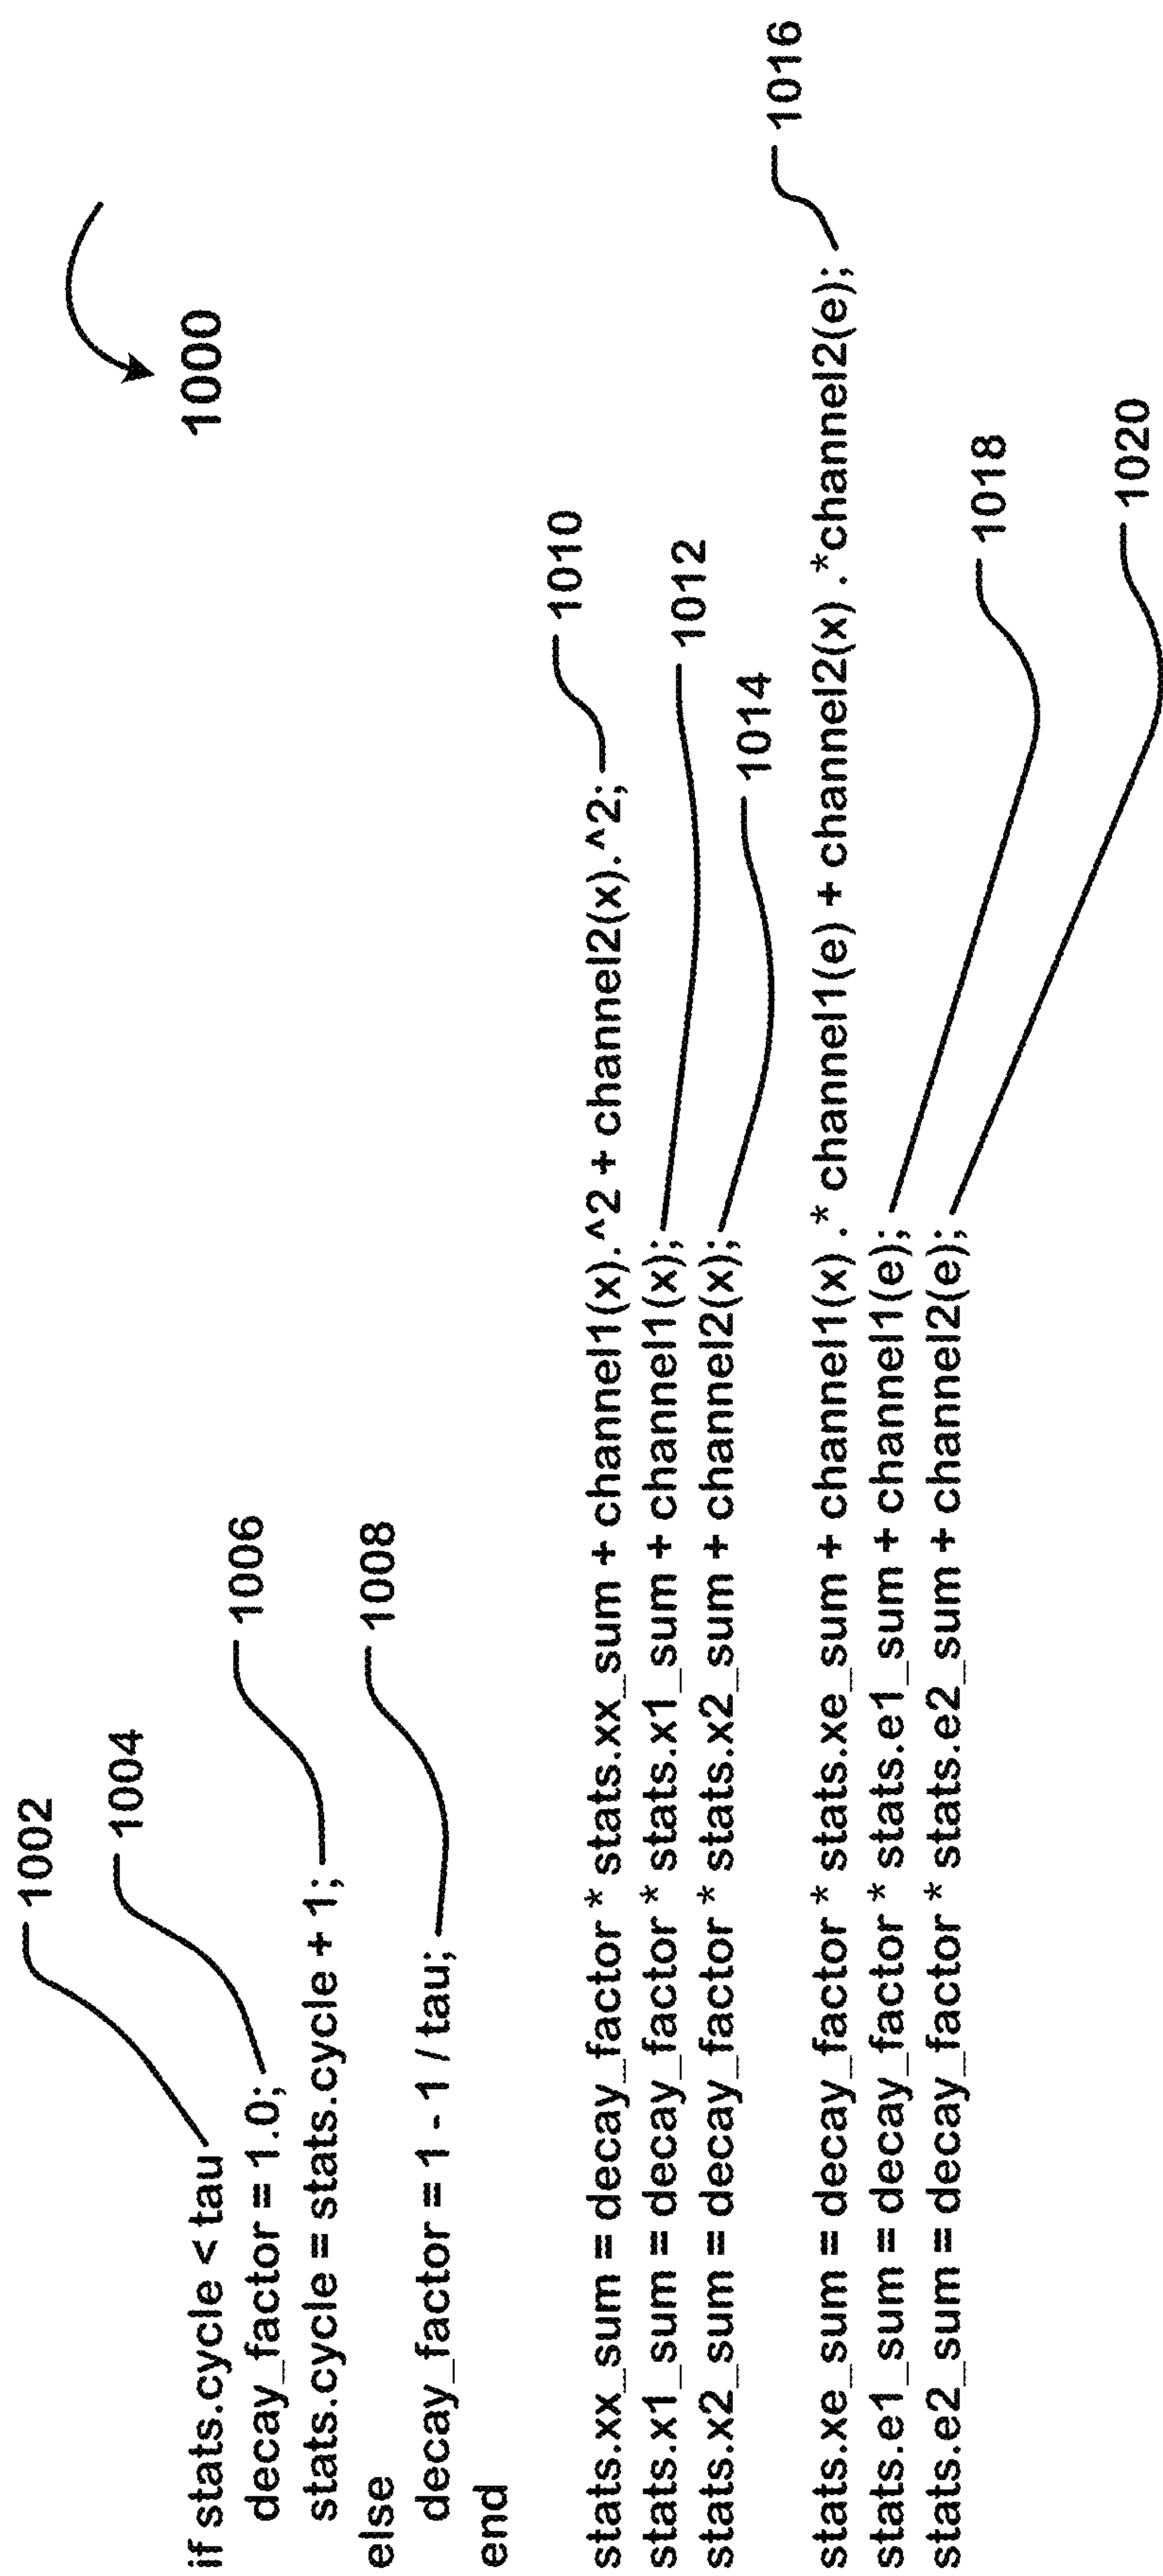 1000
if stats.cycle < tau 1002
decay_factor = 1.0; 1004
stats.cycle = stats.cycle + 1; 1006
else
decay_factor = 1 - 1 / tau; 1008
end
stats.xx_sum = decay_factor * stats.xx_sum + channel1(x).^2 + channel2(x).^2; 1010
stats.x1_sum = decay_factor * stats.x1_sum + channel1(x); 1012
stats.x2_sum = decay_factor * stats.x2_sum + channel2(x); 1014
stats.xe_sum = decay_factor * stats.xe_sum + channel1(x) .* channel1(e) + channel2(x) .*channel2(e); 1016
stats.e1_sum = decay_factor * stats.e1_sum + channel1(e); 1018
stats.e2_sum = decay_factor * stats.e2_sum + channel2(e); 1020